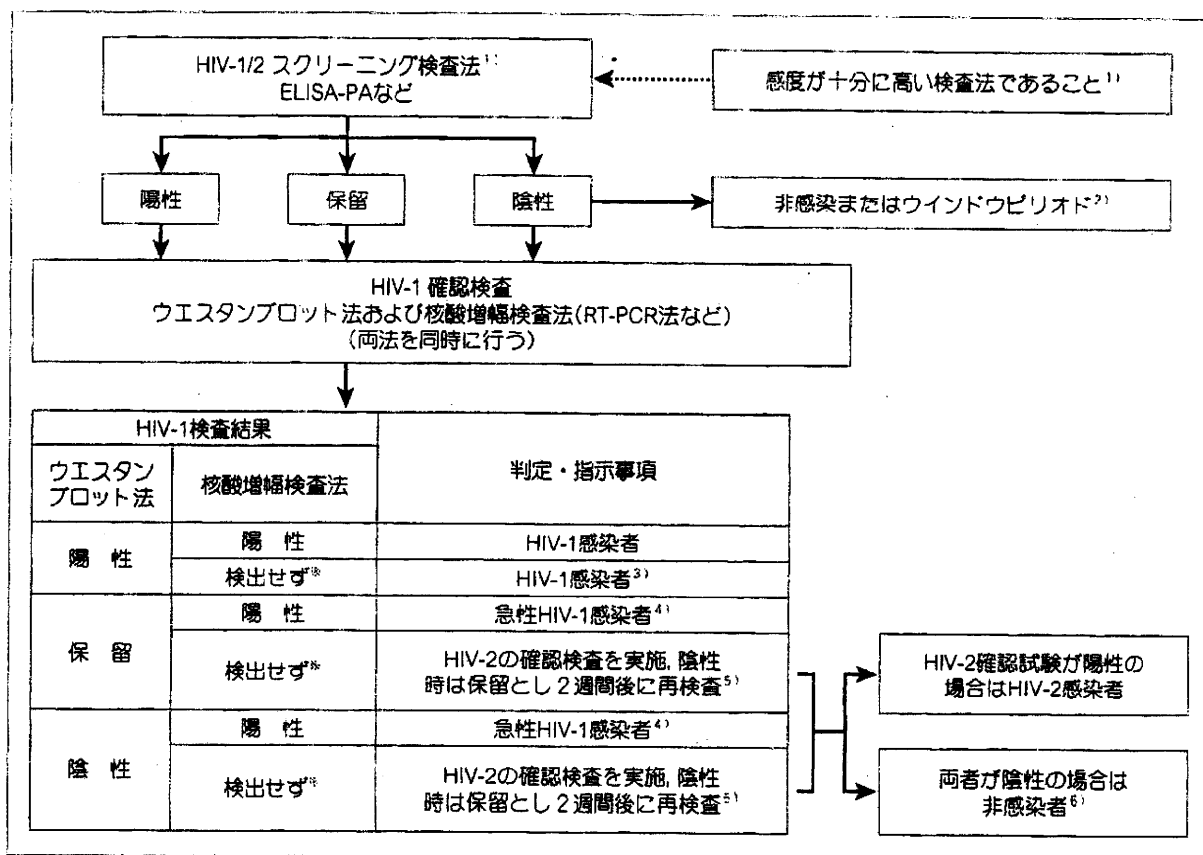 HIV-1/2 スクリーニング検査法¹⁾
ELISA-PAなど
感度が十分に高い検査法であること¹⁾
陽性
保留
陰性
非感染またはウインドウピリオド²⁾
HIV-1 確認検査
ウエスタンブロット法および核酸増幅検査法(RT-PCR法など)
(両法を同時に行う)
HIV-1検査結果
判定・指示事項
ウエスタン
ブロット法
核酸増幅検査法
陽 性
陽 性
HIV-1感染者
検出せず※
HIV-1感染者³⁾
保 留
陽 性
急性HIV-1感染者⁴⁾
検出せず※
HIV-2の確認検査を実施, 陰性
時は保留とし2週間後に再検査⁵⁾
陰 性
陽 性
急性HIV-1感染者⁴⁾
検出せず※
HIV-2の確認検査を実施, 陰性
時は保留とし2週間後に再検査⁵⁾
HIV-2確認試験が陽性の
場合はHIV-2感染者
両者が陰性の場合は
非感染者⁶⁾